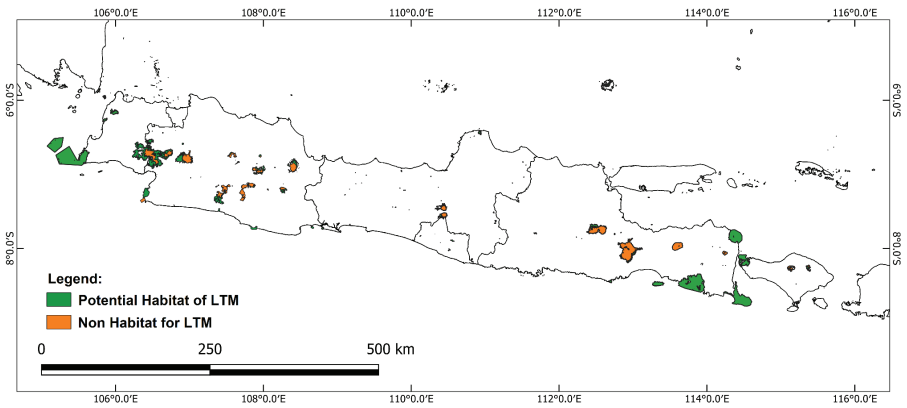 106°0.0′E 108°0.0′E 110°0.0′E 112°0.0′E 114°0.0′E 116°0.0′E
6°0.0′S 6°0.0′S
8°0.0′S 8°0.0′S
Legend:
Potential Habitat of LTM
Non Habitat for LTM
0 250 500 km
106°0.0′E 108°0.0′E 110°0.0′E 112°0.0′E 114°0.0′E 116°0.0′E